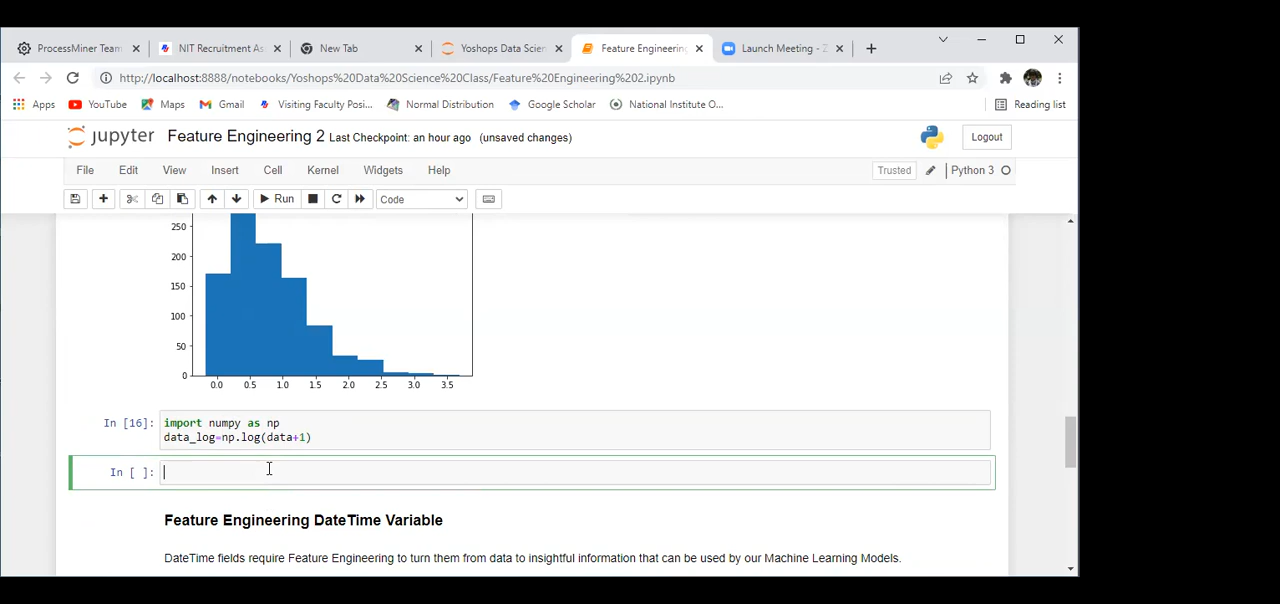 ProcessMiner Team
NIT Recruitment As
New Tab
Yoshops Data Scien
Feature Engineering
Launch Meeting - Z
http://localhost:8888/notebooks/Yoshops%20Data%20Science%20Class/Feature%20Engineering%202.ipynb
Apps
YouTube
Maps
Gmail
Visiting Faculty Posi...
Normal Distribution
Google Scholar
National Institute O...
Reading list
jupyter
Feature Engineering 2 Last Checkpoint: an hour ago (unsaved changes)
Logout
File
Edit
View
Insert
Cell
Kernel
Widgets
Help
Trusted
Python 3
Run
Code
250
200
150
100
50
0
0.0 0.5 1.0 1.5 2.0 2.5 3.0 3.5
In [16]: import numpy as np
data_log=np.log(data+1)
In [ ]:
Feature Engineering DateTime Variable
DateTime fields require Feature Engineering to turn them from data to insightful information that can be used by our Machine Learning Models.